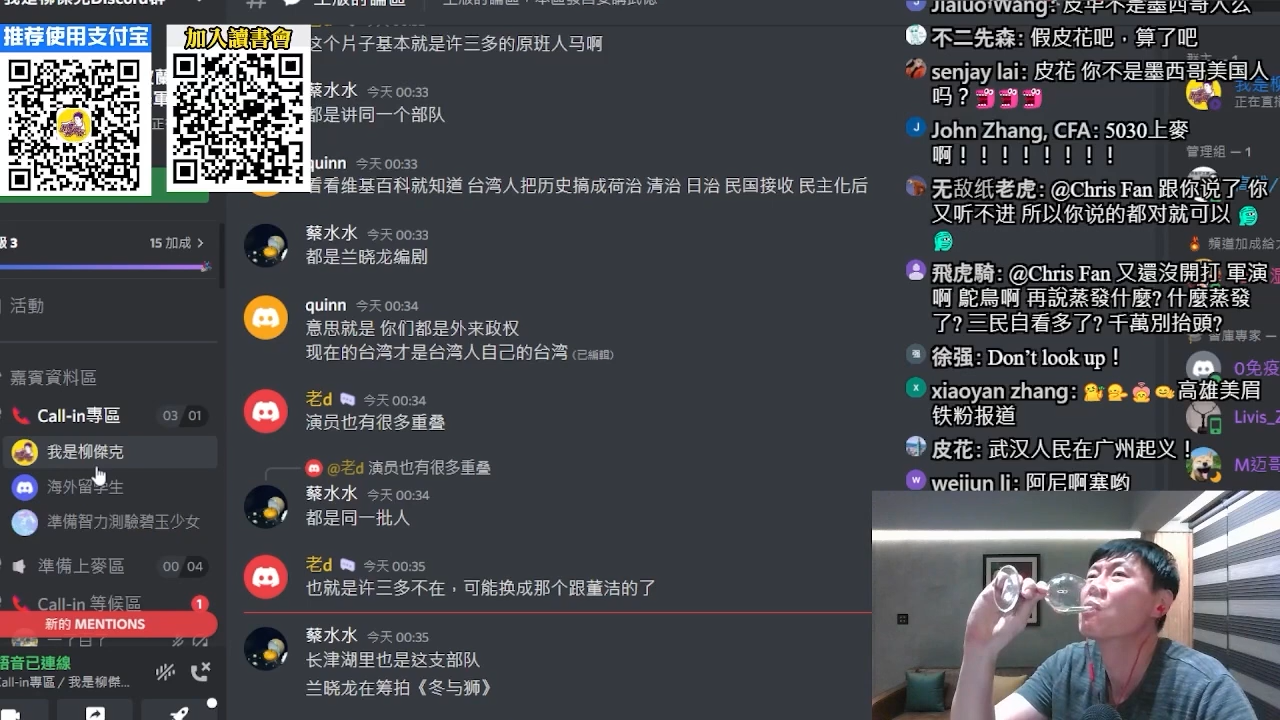 推荐使用支付宝
加入讀書會
15 加成
活動
嘉賓資料區
Call-in專區 03 01
我是柳傑克
海外留學生
準備智力測驗碧玉少女
準備上麥區 00 04
Call-in 等候區 1
新的 MENTIONS
語音已連線
Call-in專區 / 我是柳傑...
这个片子基本就是许三多的原班人马啊
蔡水水 今天 00:33
都是讲同一个部队
quinn 今天 00:33
看看维基百科就知道 台湾人把历史搞成荷治 清治 日治 民国接收 民主化后
蔡水水 今天 00:33
都是兰晓龙编剧
quinn 今天 00:34
意思就是 你们都是外来政权
现在的台湾才是台湾人自己的台湾 (已編輯)
老d 今天 00:34
演员也有很多重叠
@老d 演员也有很多重叠
蔡水水 今天 00:34
都是同一批人
老d 今天 00:35
也就是许三多不在，可能换成那个跟董洁的了
蔡水水 今天 00:35
长津湖里也是这支部队
兰晓龙在筹拍《冬与狮》
Jialuo Wang: 皮华不是墨西哥人么
不二先森: 假皮花吧，算了吧
senjay lai: 皮花 你不是墨西哥美国人
吗？
John Zhang, CFA: 5030上麥
啊！！！！！！！！
无敌纸老虎: @Chris Fan 跟你说了 你
又听不进 所以你说的都对就可以
飛虎騎: @Chris Fan 又還沒開打 軍演
啊 鴕鳥啊 再說蒸發什麼? 什麼蒸發
了? 三民自看多了? 千萬別抬頭?
徐强: Don't look up！
xiaoyan zhang: 高雄美眉
铁粉报道
皮花: 武汉人民在广州起义！
weijun li: 阿尼啊塞哟
管理組 — 1